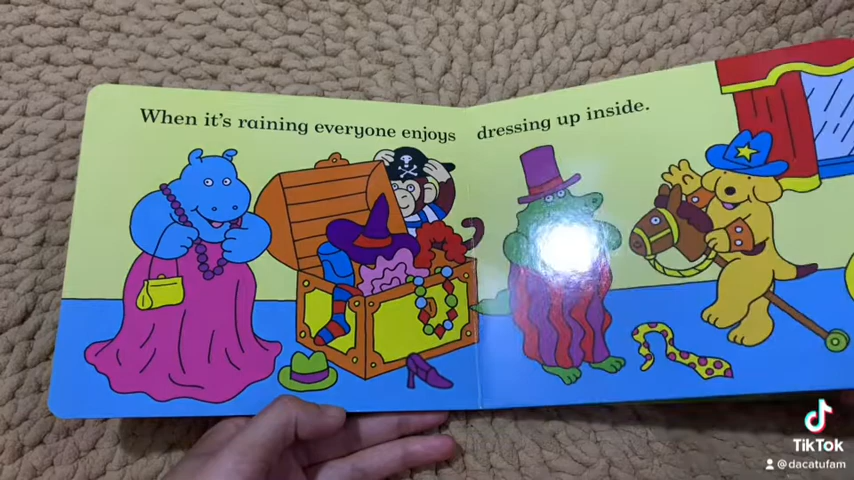 When it's raining everyone enjoys dressing up inside.
TikTok
@dacatufam